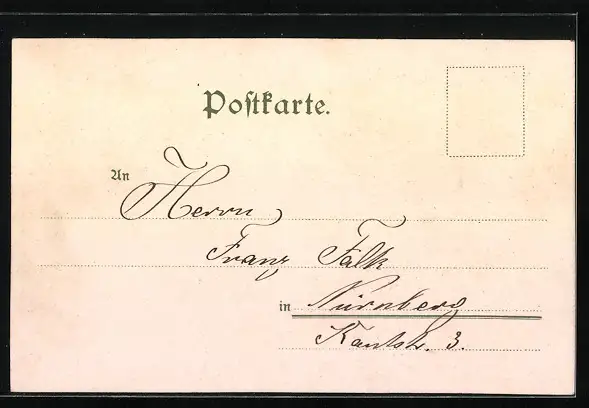 Postkarte.
An Herrn
Franz Falk
in Nürnberg
Kantstr. 3.